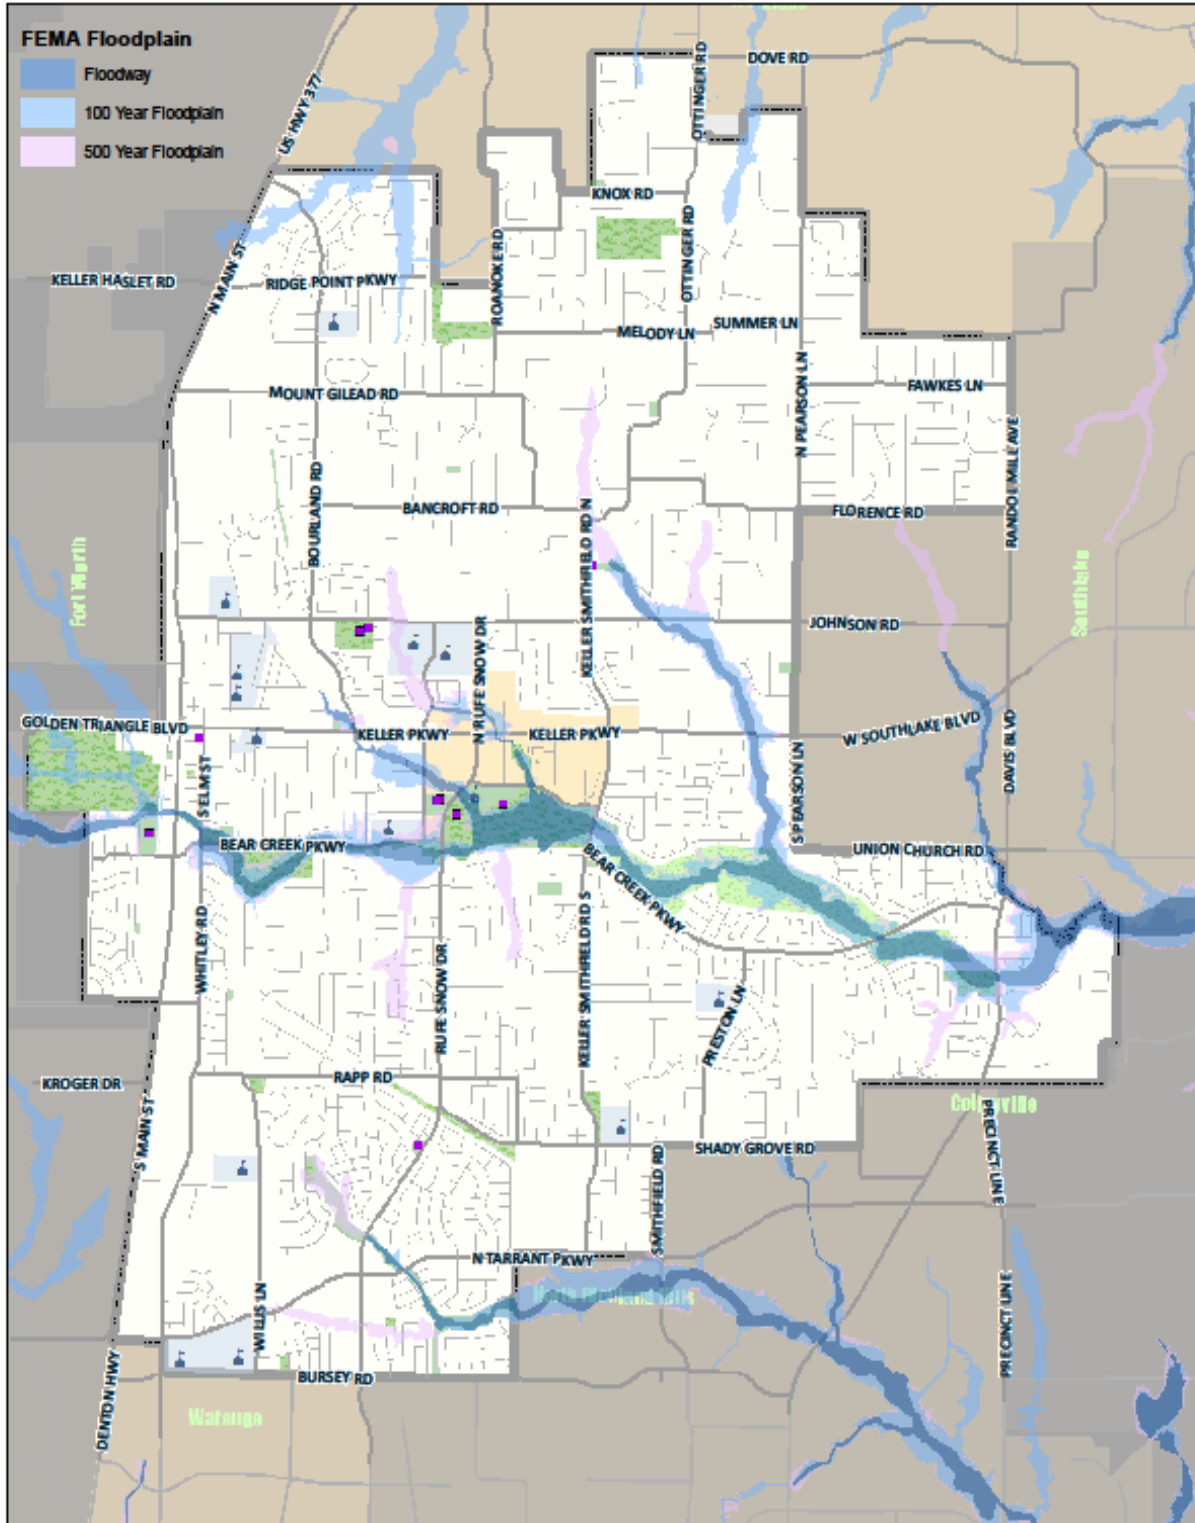 FEMA Floodplain
Floodway
100 Year Floodplain
500 Year Floodplain
US HWY 377
OTTINGER RD
DOVE RD
KNOX RD
ROANOKE RD
OTTINGER RD
N MAIN ST
KELLER HASLET RD
RIDGE POINT PKWY
SUMMER LN
MELODY LN
N PEARSON LN
MOUNT GILEAD RD
FAWKES LN
RANDOL MILL AVE
BOURLAND RD
BANCROFT RD
KELLER SMITHFIELD RD N
FLORENCE RD
Fort Worth
Southlake
JOHNSON RD
N RUFE SNOW DR
GOLDEN TRIANGLE BLVD
KELLER PKWY
KELLER PKWY
W SOUTHLAKE BLVD
S ELM ST
S PEARSON LN
DAVIS BLVD
BEAR CREEK PKWY
BEAR CREEK PKWY
UNION CHURCH RD
WHITLEY RD
RUFE SNOW DR
KELLER SMITHFIELD RD S
PRESTON LN
KROGER DR
RAPP RD
Colleyville
S MAIN ST
PRECINCT LINE
SHADY GROVE RD
SMITHFIELD RD
N TARRANT PKWY
North Richland Hills
WILLIS LN
PRECINCT LINE
BURSEY RD
DENTON HWY
Watauga